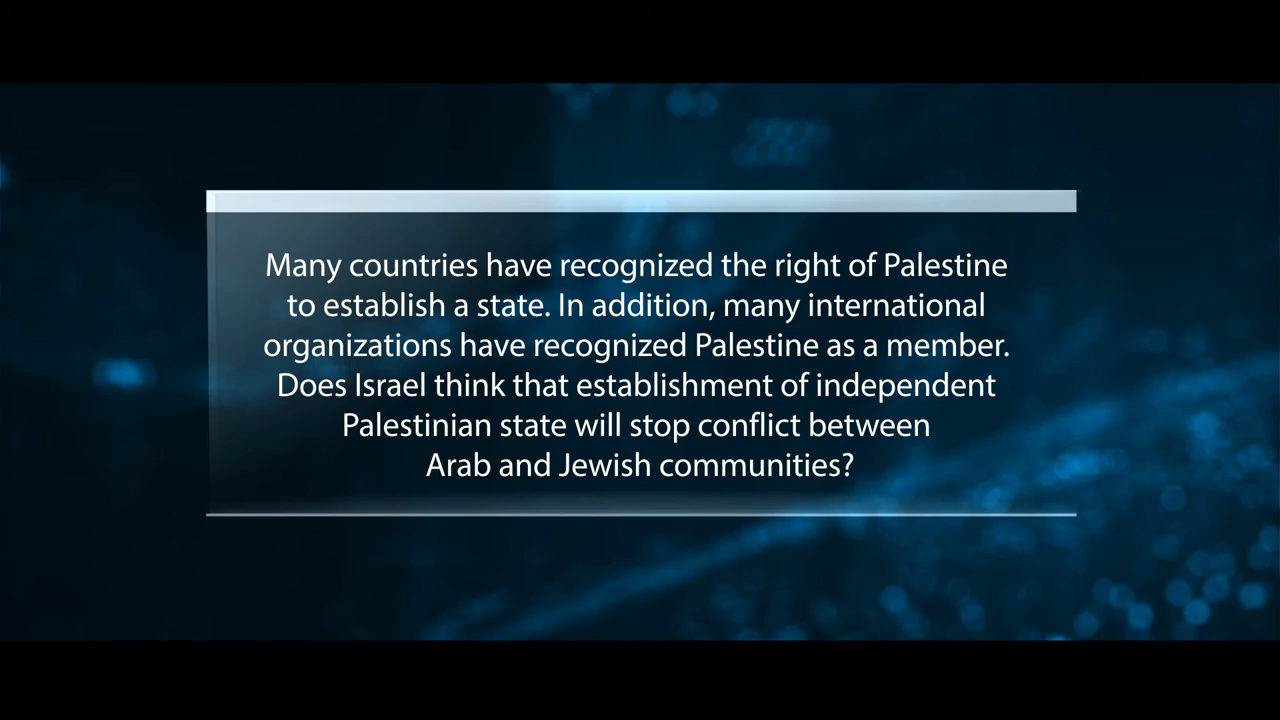 Many countries have recognized the right of Palestine
to establish a state. In addition, many international
organizations have recognized Palestine as a member.
Does Israel think that establishment of independent
Palestinian state will stop conflict between
Arab and Jewish communities?